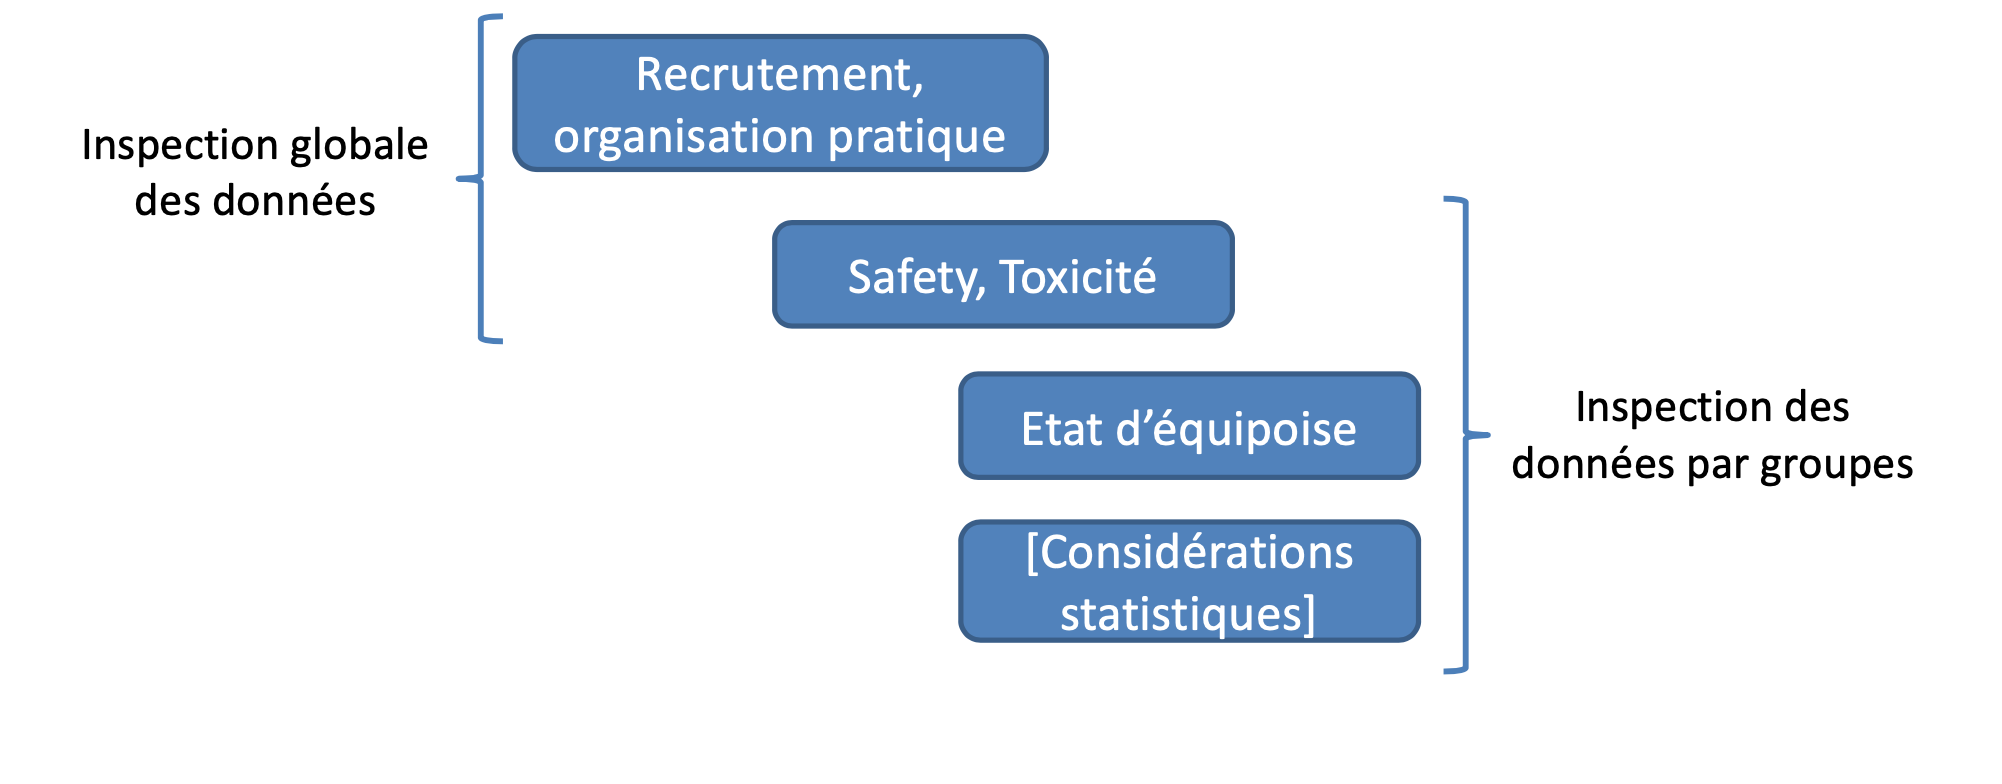 Recrutement,
organisation pratique
Inspection globale
des données
Safety, Toxicité
Etat d’équipoise
Inspection des
données par groupes
[Considérations
statistiques]